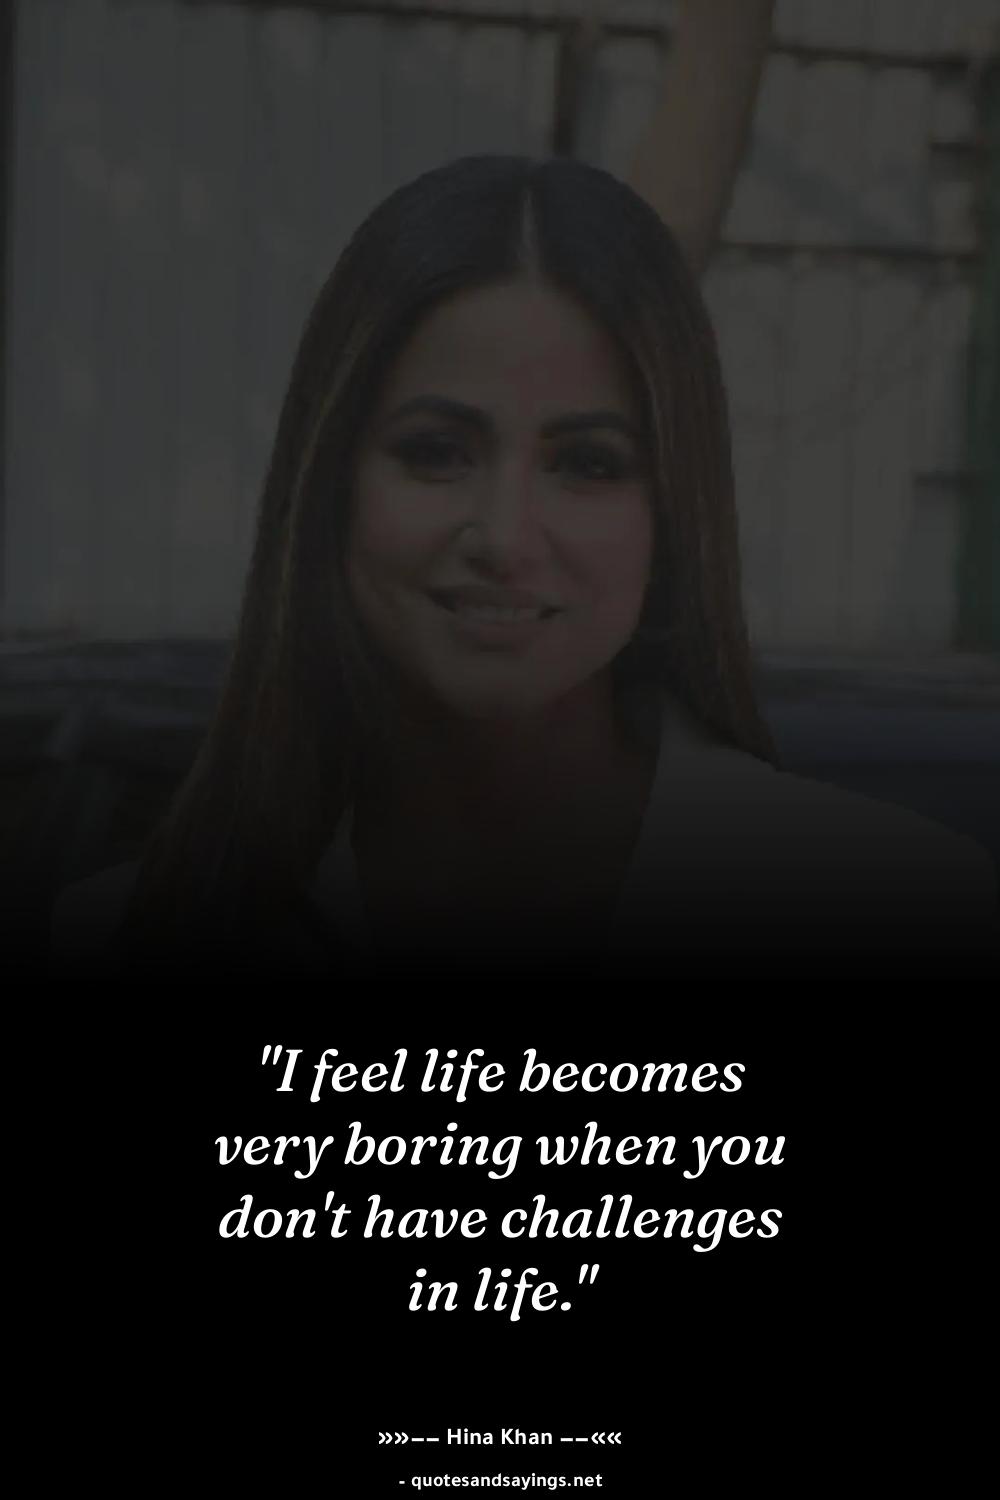 "I feel life becomes
very boring when you
don't have challenges
in life."
»»−− Hina Khan −−««
- quotesandsayings.net